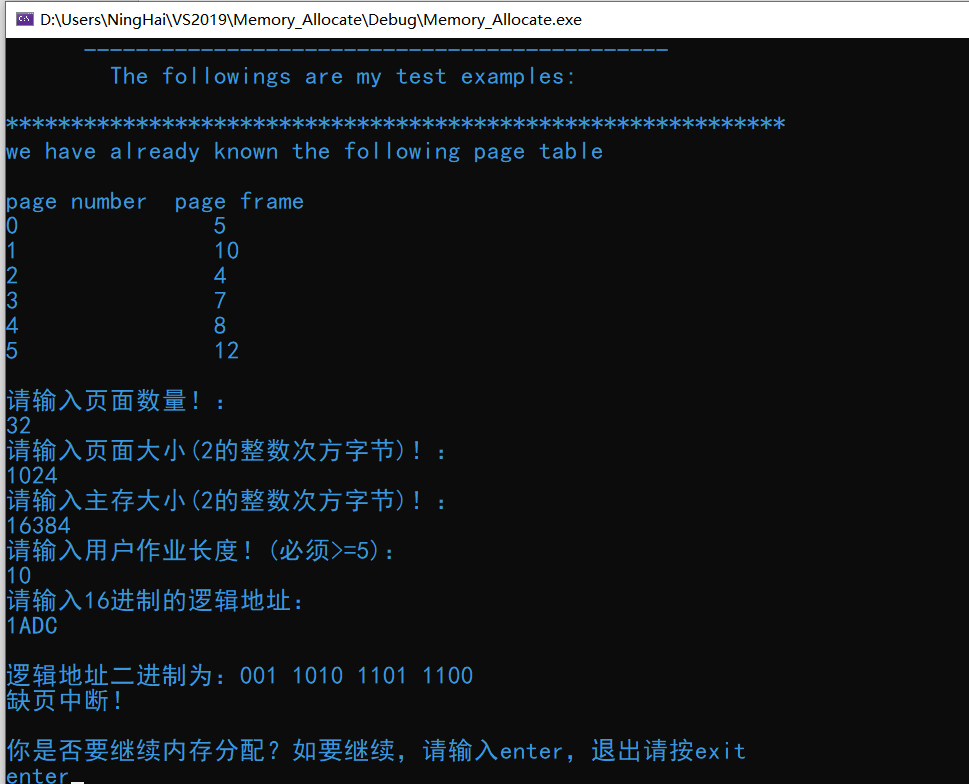 D:\Users\NingHai\VS2019\Memory_Allocate\Debug\Memory_Allocate.exe
---------------------------------------------
The followings are my test examples:
************************************************************
we have already known the following page table
page number page frame
0 5
1 10
2 4
3 7
4 8
5 12
请输入页面数量!:
32
请输入页面大小(2的整数次方字节)!:
1024
请输入主存大小(2的整数次方字节)!:
16384
请输入用户作业长度!(必须>=5):
10
请输入16进制的逻辑地址:
1ADC
逻辑地址二进制为:001 1010 1101 1100
缺页中断!
你是否要继续内存分配?如要继续,请输入enter,退出请按exit
enter_